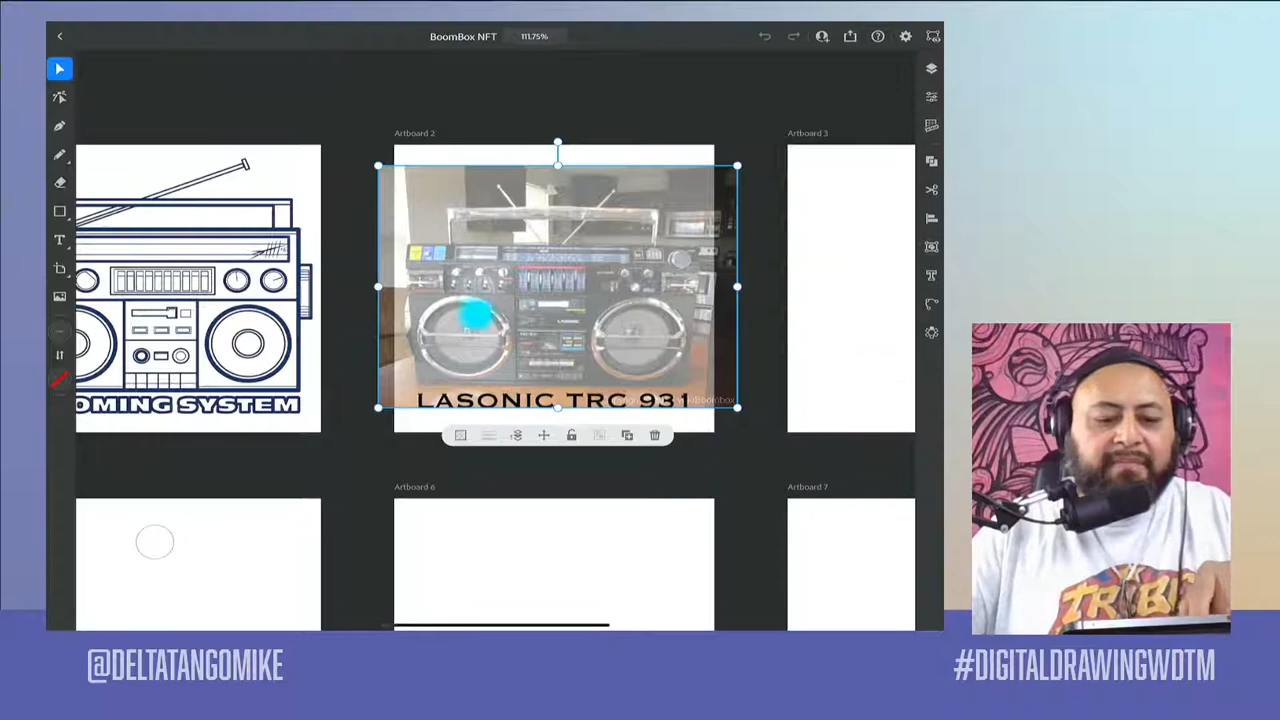 BoomBox NFT
111.75%
Artboard 2
Artboard 3
OMING SYSTEM
LASONIC TRC 931
Artboard 6
Artboard 7
TRIBE
@DELTATANGOMIKE
#DIGITALDRAWINGWDTM